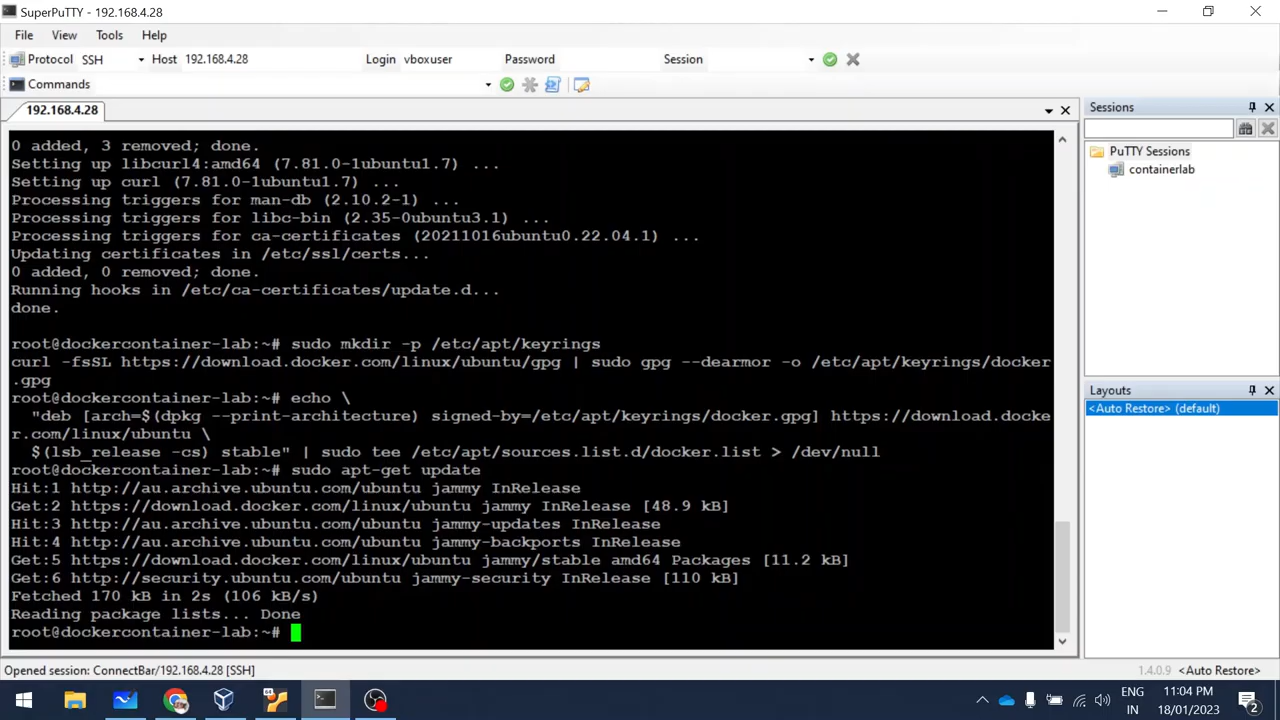 SuperPuTTY - 192.168.4.28
File View Tools Help
Protocol SSH Host 192.168.4.28 Login vboxuser Password Session
Commands
192.168.4.28
0 added, 3 removed; done.
Setting up libcurl4:amd64 (7.81.0-1ubuntu1.7) ...
Setting up curl (7.81.0-1ubuntu1.7) ...
Processing triggers for man-db (2.10.2-1) ...
Processing triggers for libc-bin (2.35-0ubuntu3.1) ...
Processing triggers for ca-certificates (20211016ubuntu0.22.04.1) ...
Updating certificates in /etc/ssl/certs...
0 added, 0 removed; done.
Running hooks in /etc/ca-certificates/update.d...
done.
root@dockercontainer-lab:~# sudo mkdir -p /etc/apt/keyrings
curl -fsSL https://download.docker.com/linux/ubuntu/gpg | sudo gpg --dearmor -o /etc/apt/keyrings/docker
.gpg
root@dockercontainer-lab:~# echo \
"deb [arch=$(dpkg --print-architecture) signed-by=/etc/apt/keyrings/docker.gpg] https://download.docke
r.com/linux/ubuntu \
$(lsb_release -cs) stable" | sudo tee /etc/apt/sources.list.d/docker.list > /dev/null
root@dockercontainer-lab:~# sudo apt-get update
Hit:1 http://au.archive.ubuntu.com/ubuntu jammy InRelease
Get:2 https://download.docker.com/linux/ubuntu jammy InRelease [48.9 kB]
Hit:3 http://au.archive.ubuntu.com/ubuntu jammy-updates InRelease
Hit:4 http://au.archive.ubuntu.com/ubuntu jammy-backports InRelease
Get:5 https://download.docker.com/linux/ubuntu jammy/stable amd64 Packages [11.2 kB]
Get:6 http://security.ubuntu.com/ubuntu jammy-security InRelease [110 kB]
Fetched 170 kB in 2s (106 kB/s)
Reading package lists... Done
root@dockercontainer-lab:~#
Sessions
PuTTY Sessions
containerlab
Layouts
<Auto Restore> (default)
Opened session: ConnectBar/192.168.4.28 [SSH]
1.4.0.9 <Auto Restore>
ENG
IN
11:04 PM
18/01/2023
2